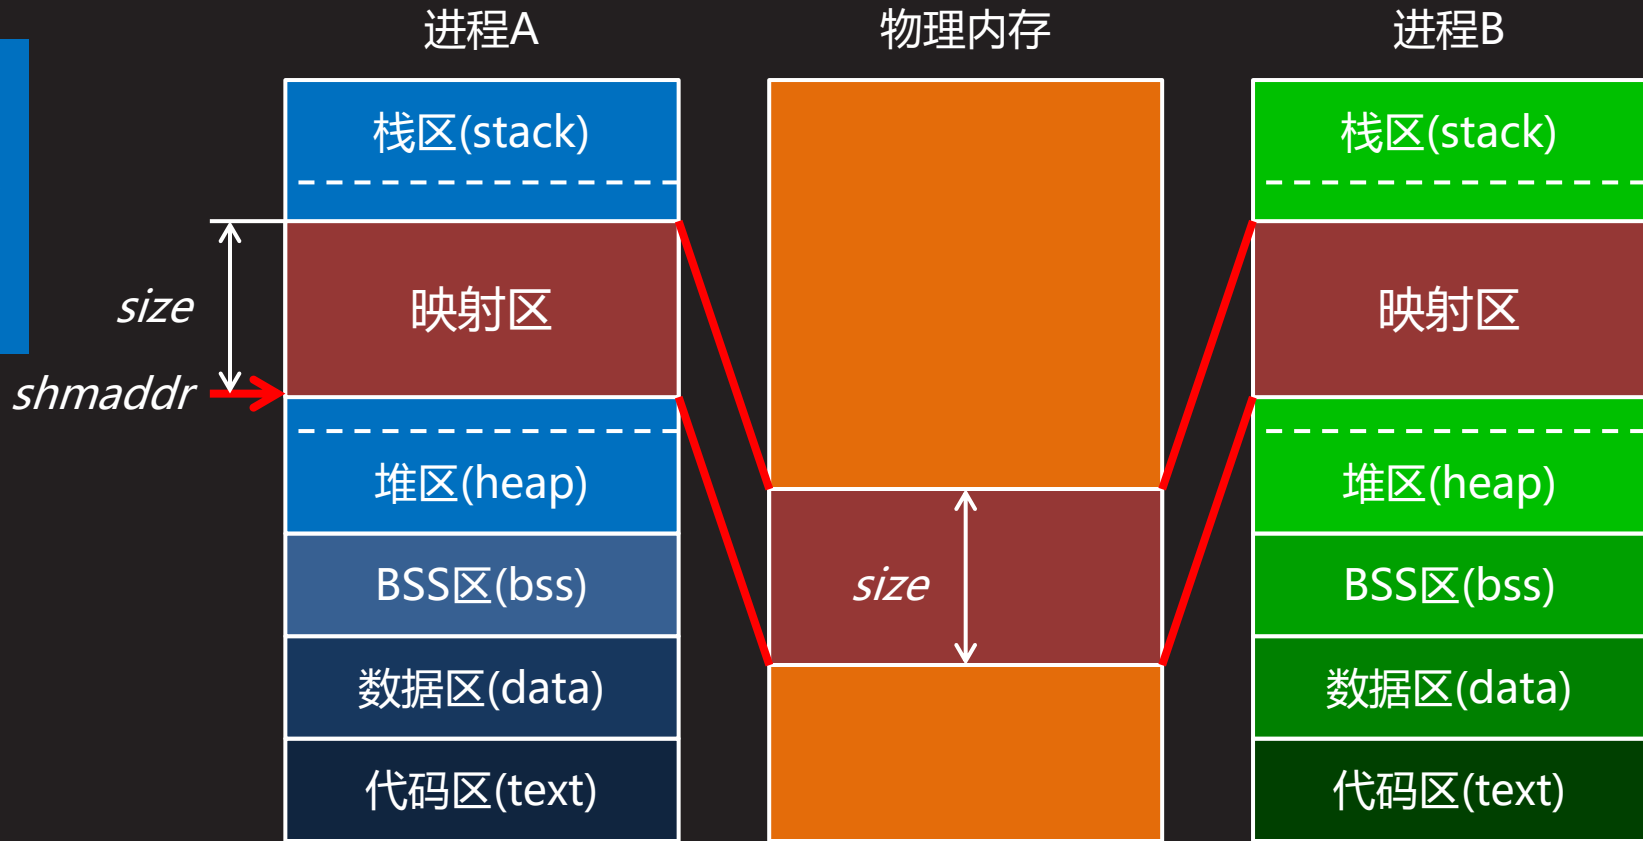 进程A
物理内存
进程B
栈区(stack)
栈区(stack)
映射区
映射区
size
shmaddr
堆区(heap)
堆区(heap)
BSS区(bss)
size
BSS区(bss)
数据区(data)
数据区(data)
代码区(text)
代码区(text)